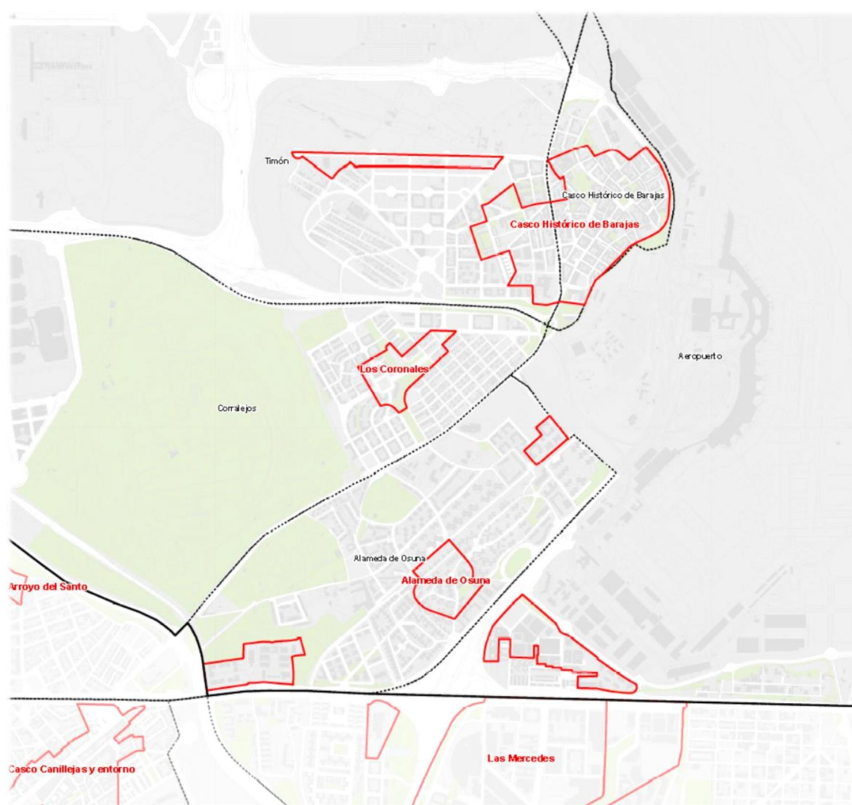 Timón
Casco Histórico de Barajas
Casco Histórico de Barajas
Aeropuerto
Los Coronales
Corralejos
Alameda de Osuna
Alameda de Osuna
Arroyo del Santo
Las Mercedes
Casco Canillejas y entorno